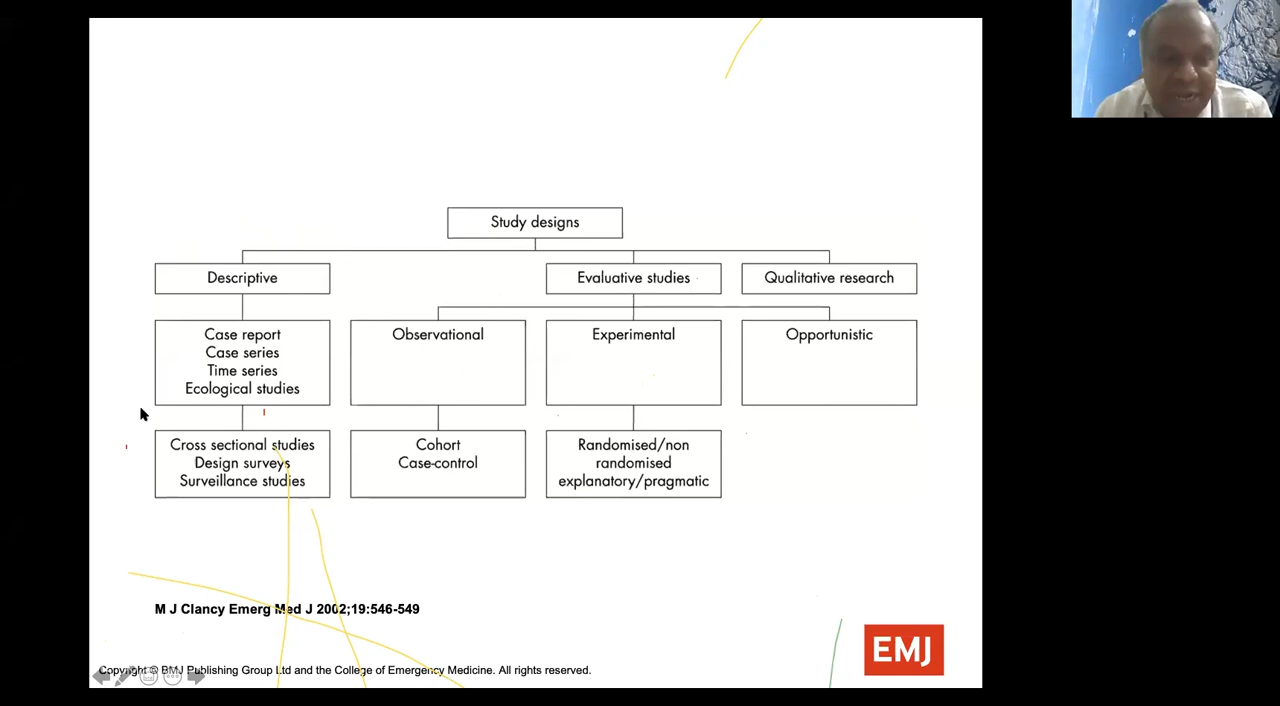 Study designs
Descriptive
Evaluative studies
Qualitative research
Case report
Case series
Time series
Ecological studies
Observational
Experimental
Opportunistic
Cross sectional studies
Design surveys
Surveillance studies
Cohort
Case-control
Randomised/non
randomised
explanatory/pragmatic
M J Clancy Emerg Med J 2002;19:546-549
Copyright © BMJ Publishing Group Ltd and the College of Emergency Medicine. All rights reserved.
EMJ